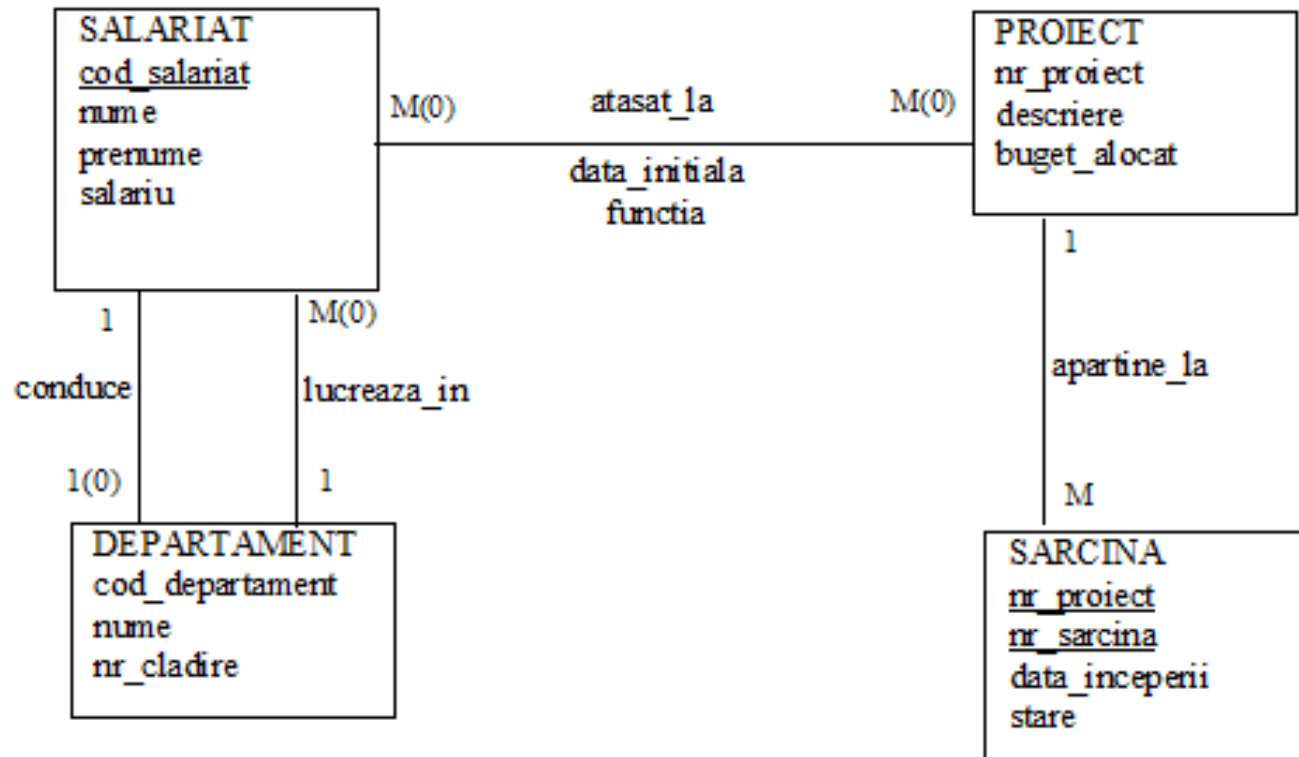 SALARIAT
cod_salariat
nume
prenume
salariu
M(0)
atasat_la
M(0)
data_initiala
functia
PROIECT
nr_proiect
descriere
buget_alocat
1
M(0)
conduce
lucreaza_in
1(0)
1
1
apartine_la
M
DEPARTAMENT
cod_departament
nume
nr_cladire
SARCINA
nr_proiect
nr_sarcina
data_inceperii
stare